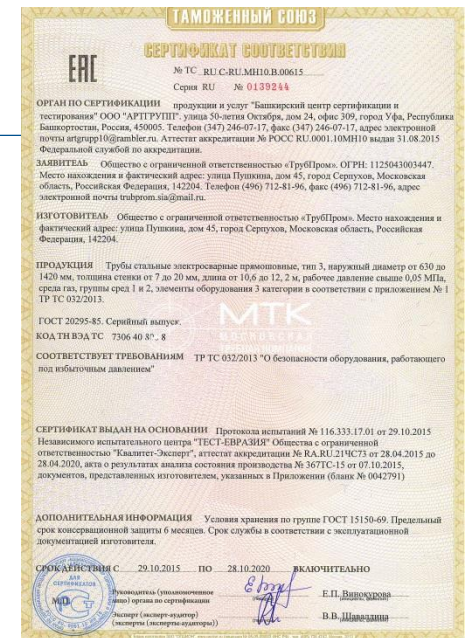 ТАМОЖЕННЫЙ СОЮЗ
СЕРТИФИКАТ СООТВЕТСТВИЯ
ЕАС
№ ТС RU C-RU.МН10.В.00615
Серия RU № 0139244
ОРГАН ПО СЕРТИФИКАЦИИ продукции и услуг "Башкирский центр сертификации и
тестирования" ООО "АРТГРУПП". улица 50-летия Октября, дом 24, офис 309, город Уфа, Республика
Башкортостан, Россия, 450005. Телефон (347) 246-07-17, факс (347) 246-07-17, адрес электронной
почты artgrupp10@rambler.ru. Аттестат аккредитации № РОСС RU.0001.10МН10 выдан 31.08.2015
Федеральной службой по аккредитации.
ЗАЯВИТЕЛЬ Общество с ограниченной ответственностью «ТрубПром». ОГРН: 1125043003447.
Место нахождения и фактический адрес: улица Пушкина, дом 45, город Серпухов, Московская
область, Российская Федерация, 142204. Телефон (496) 712-81-96, факс (496) 712-81-96, адрес
электронной почты trubprom.sia@mail.ru.
ИЗГОТОВИТЕЛЬ Общество с ограниченной ответственностью «ТрубПром». Место нахождения и
фактический адрес: улица Пушкина, дом 45, город Серпухов, Московская область, Российская
Федерация, 142204.
ПРОДУКЦИЯ Трубы стальные электросварные прямошовные, тип 3, наружный диаметр от 630 до
1420 мм, толщина стенки от 7 до 20 мм, длина от 10,6 до 12, 2 м, рабочее давление свыше 0,05 МПа,
среда газ, группы сред 1 и 2, элементы оборудования 3 категории в соответствии с приложением № 1
ТР ТС 032/2013.
МТК
МОСКОВСКАЯ
ГОСТ 20295-85. Серийный выпуск.
КОД ТН ВЭД ТС 7306 40 8
СООТВЕТСТВУЕТ ТРЕБОВАНИЯМ ТР ТС 032/2013 "О безопасности оборудования, работающего
под избыточным давлением"
СЕРТИФИКАТ ВЫДАН НА ОСНОВАНИИ Протокола испытаний № 116.333.17.01 от 29.10.2015
Независимого испытательного центра "ТЕСТ-ЕВРАЗИЯ" Общества с ограниченной
ответственностью "Квалитет-Эксперт", аттестат аккредитации № RA.RU.21ЧС73 от 28.04.2015 до
28.04.2020, акта о результатах анализа состояния производства № 367ТС-15 от 07.10.2015,
документов, представленных изготовителем, указанных в Приложении (бланк № 0042791)
ДОПОЛНИТЕЛЬНАЯ ИНФОРМАЦИЯ Условия хранения по группе ГОСТ 15150-69. Предельный
срок консервационной защиты 6 месяцев. Срок службы в соответствии с эксплуатационной
документацией изготовителя.
СРОК ДЕЙСТВИЯ С 29.10.2015 ПО 28.10.2020 ВКЛЮЧИТЕЛЬНО
ДЛЯ
СЕРТИФИКАТОВ
М.П.
Руководитель (уполномоченное
лицо) органа по сертификации
Е.П. Винокурова
Эксперт (эксперт-аудитор)
(эксперты (эксперты-аудиторы))
В.В. Шаваллина